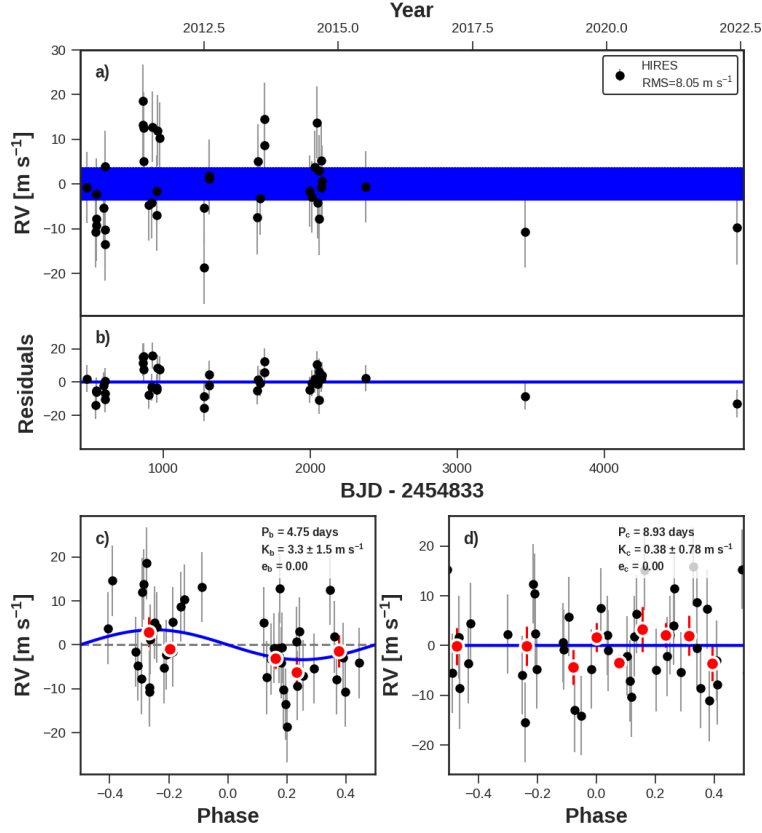 Year
2012.5 2015.0 2017.5 2020.0 2022.5
a)
HIRES
RMS=8.05 m s⁻¹
30
20
10
0
−10
−20
RV [m s⁻¹]
b)
20
0
−20
Residuals
1000 2000 3000 4000
BJD - 2454833
c)
P_b = 4.75 days
K_b = 3.3 ± 1.5 m s⁻¹
e_b = 0.00
20
10
0
−10
−20
RV [m s⁻¹]
−0.4 −0.2 0.0 0.2 0.4
Phase
d)
P_c = 8.93 days
K_c = 0.38 ± 0.78 m s⁻¹
e_c = 0.00
20
10
0
−10
−20
RV [m s⁻¹]
−0.4 −0.2 0.0 0.2 0.4
Phase